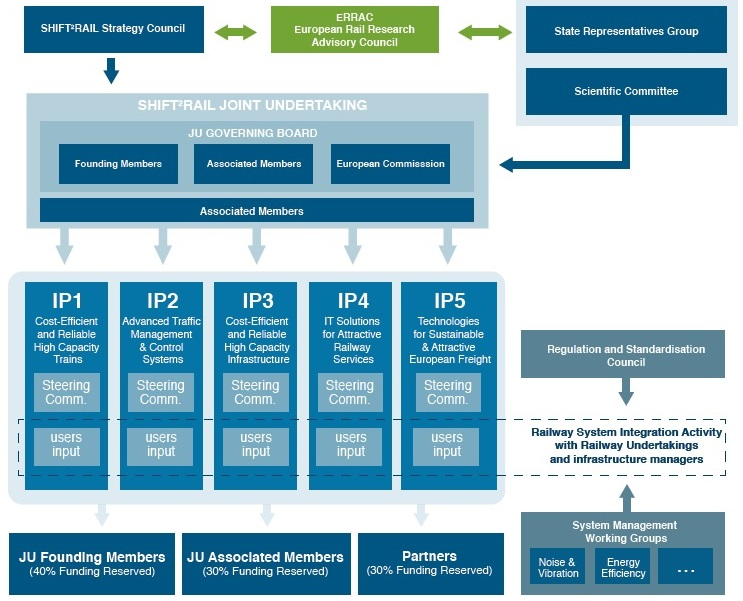 SHIFT²RAIL Strategy Council
ERRAC
European Rail Research
Advisory Council
State Representatives Group
Scientific Committee
SHIFT²RAIL JOINT UNDERTAKING
JU GOVERNING BOARD
Founding Members
Associated Members
European Commisssion
Associated Members
IP1
Cost-Efficient
and Reliable
High Capacity
Trains
Steering
Comm.
users
input
IP2
Advanced Traffic
Management
& Control
Systems
Steering
Comm.
users
input
IP3
Cost-Efficient
and Reliable
High Capacity
Infrastructure
Steering
Comm.
users
input
IP4
IT Solutions
for Attractive
Railway
Services
Steering
Comm.
users
input
IP5
Technologies
for Sustainable
& Attractive
European Freight
Steering
Comm.
users
input
Regulation and Standardisation
Council
Railway System Integration Activity
with Railway Undertakings
and infrastructure managers
System Management
Working Groups
Noise &
Vibration
Energy
Efficiency
...
JU Founding Members
(40% Funding Reserved)
JU Associated Members
(30% Funding Reserved)
Partners
(30% Funding Reserved)